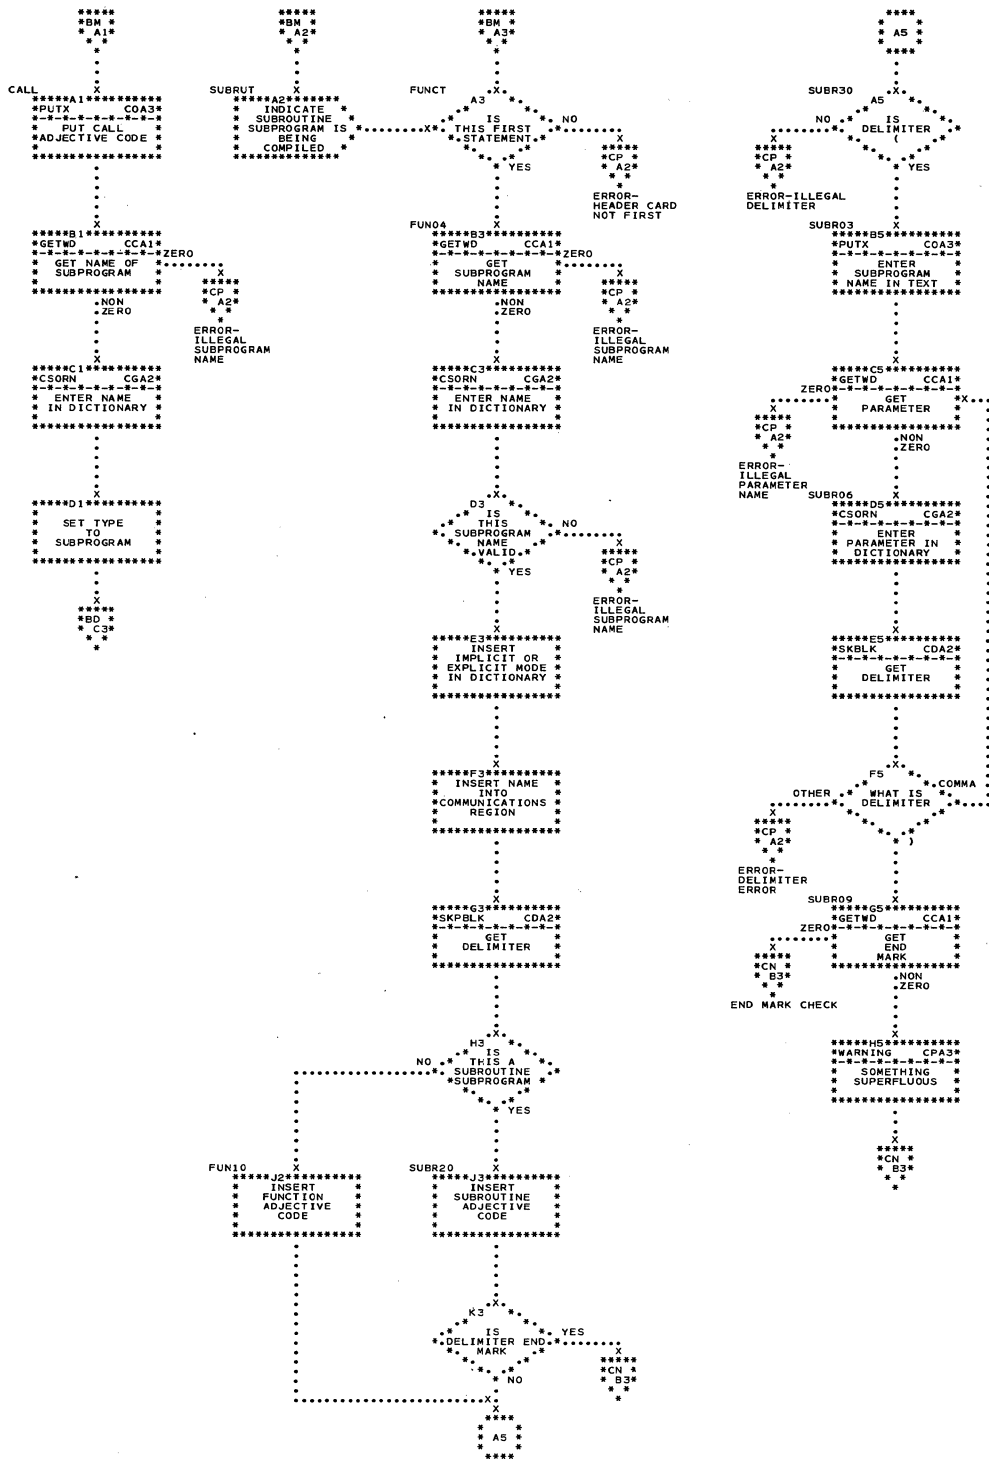 BM
A1
CALL
A1
PUTX COA3
PUT CALL
ADJECTIVE CODE
B1
GETWD CCA1
ZERO
GET NAME OF
SUBPROGRAM
CP
A2
ERROR-
ILLEGAL
SUBPROGRAM
NAME
NON
ZERO
C1
CSORN CGA2
ENTER NAME
IN DICTIONARY
D1
SET TYPE
TO
SUBPROGRAM
BD
C3
BM
A2
SUBRUT
A2
INDICATE
SUBROUTINE
SUBPROGRAM IS
BEING
COMPILED
BM
A3
FUNCT
A3
IS
THIS FIRST
STATEMENT
NO
CP
A2
ERROR-
HEADER CARD
NOT FIRST
YES
FUN04
B3
GETWD CCA1
ZERO
GET
SUBPROGRAM
NAME
CP
A2
ERROR-
ILLEGAL
SUBPROGRAM
NAME
NON
ZERO
C3
CSORN CGA2
ENTER NAME
IN DICTIONARY
D3
IS
THIS
SUBPROGRAM
NAME
VALID
NO
CP
A2
ERROR-
ILLEGAL
SUBPROGRAM
NAME
YES
E3
INSERT
IMPLICIT OR
EXPLICIT MODE
IN DICTIONARY
F3
INSERT NAME
INTO
COMMUNICATIONS
REGION
G3
SKPBLK CDA2
GET
DELIMITER
H3
IS
THIS A
SUBROUTINE
SUBPROGRAM
NO
YES
FUN10
J2
INSERT
FUNCTION
ADJECTIVE
CODE
SUBR20
J3
INSERT
SUBROUTINE
ADJECTIVE
CODE
K3
IS
DELIMITER END
MARK
YES
CN
B3
NO
A5
A5
SUBR30
A5
IS
DELIMITER
(
NO
CP
A2
ERROR-ILLEGAL
DELIMITER
YES
SUBR03
B5
PUTX COA3
ENTER
SUBPROGRAM
NAME IN TEXT
C5
GETWD CCA1
ZERO
GET
PARAMETER
CP
A2
ERROR-
ILLEGAL
PARAMETER
NAME
NON
ZERO
SUBR06
D5
CSORN CGA2
ENTER
PARAMETER IN
DICTIONARY
E5
SKBLK CDA2
GET
DELIMITER
F5
WHAT IS
DELIMITER
COMMA
OTHER
CP
A2
ERROR-
DELIMITER
ERROR
)
SUBR09
G5
GETWD CCA1
ZERO
GET
END
MARK
CN
B3
END MARK CHECK
NON
ZERO
H5
WARNING CPA3
SOMETHING
SUPERFLUOUS
CN
B3